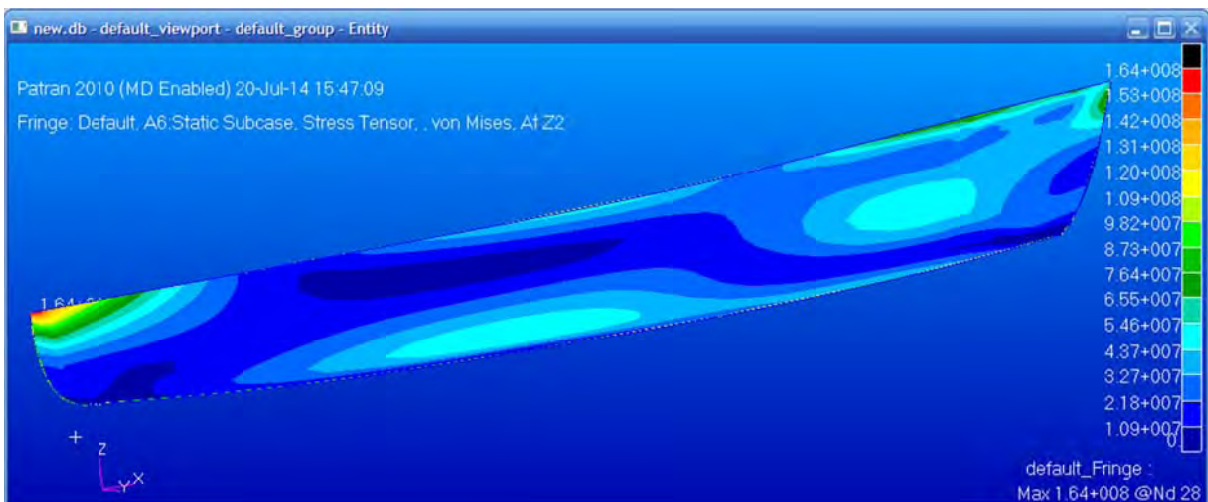 new.db - default_viewport - default_group - Entity
Patran 2010 (MD Enabled) 20-Jul-14 15:47:09
Fringe: Default, A6:Static Subcase, Stress Tensor, , von Mises, At Z2
1.64+008
1.53+008
1.42+008
1.31+008
1.20+008
1.09+008
9.82+007
8.73+007
7.64+007
6.55+007
5.46+007
4.37+007
3.27+007
2.18+007
1.09+007
0.
Z
Y X
default_Fringe :
Max 1.64+008 @Nd 28